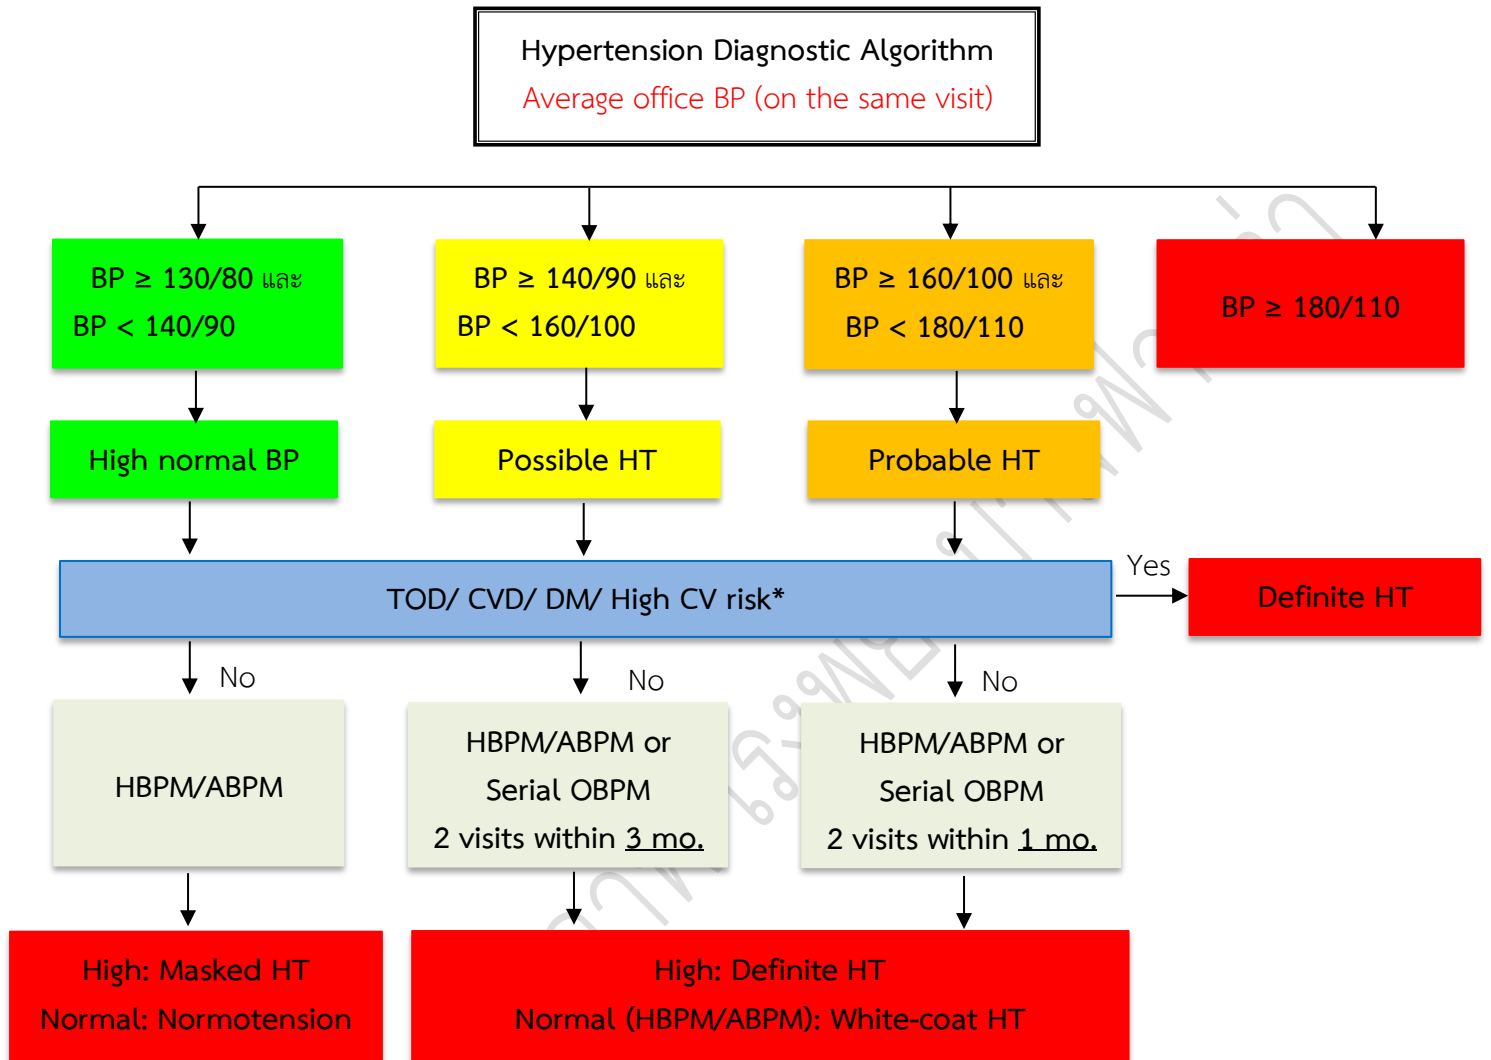 Hypertension Diagnostic Algorithm
Average office BP (on the same visit)
BP ≥ 130/80 และ
BP < 140/90
BP ≥ 140/90 และ
BP < 160/100
BP ≥ 160/100 และ
BP < 180/110
BP ≥ 180/110
High normal BP
Possible HT
Probable HT
TOD/ CVD/ DM/ High CV risk*
Yes
Definite HT
No
No
No
HBPM/ABPM
HBPM/ABPM or
Serial OBPM
2 visits within 3 mo.
HBPM/ABPM or
Serial OBPM
2 visits within 1 mo.
High: Masked HT
Normal: Normotension
High: Definite HT
Normal (HBPM/ABPM): White-coat HT